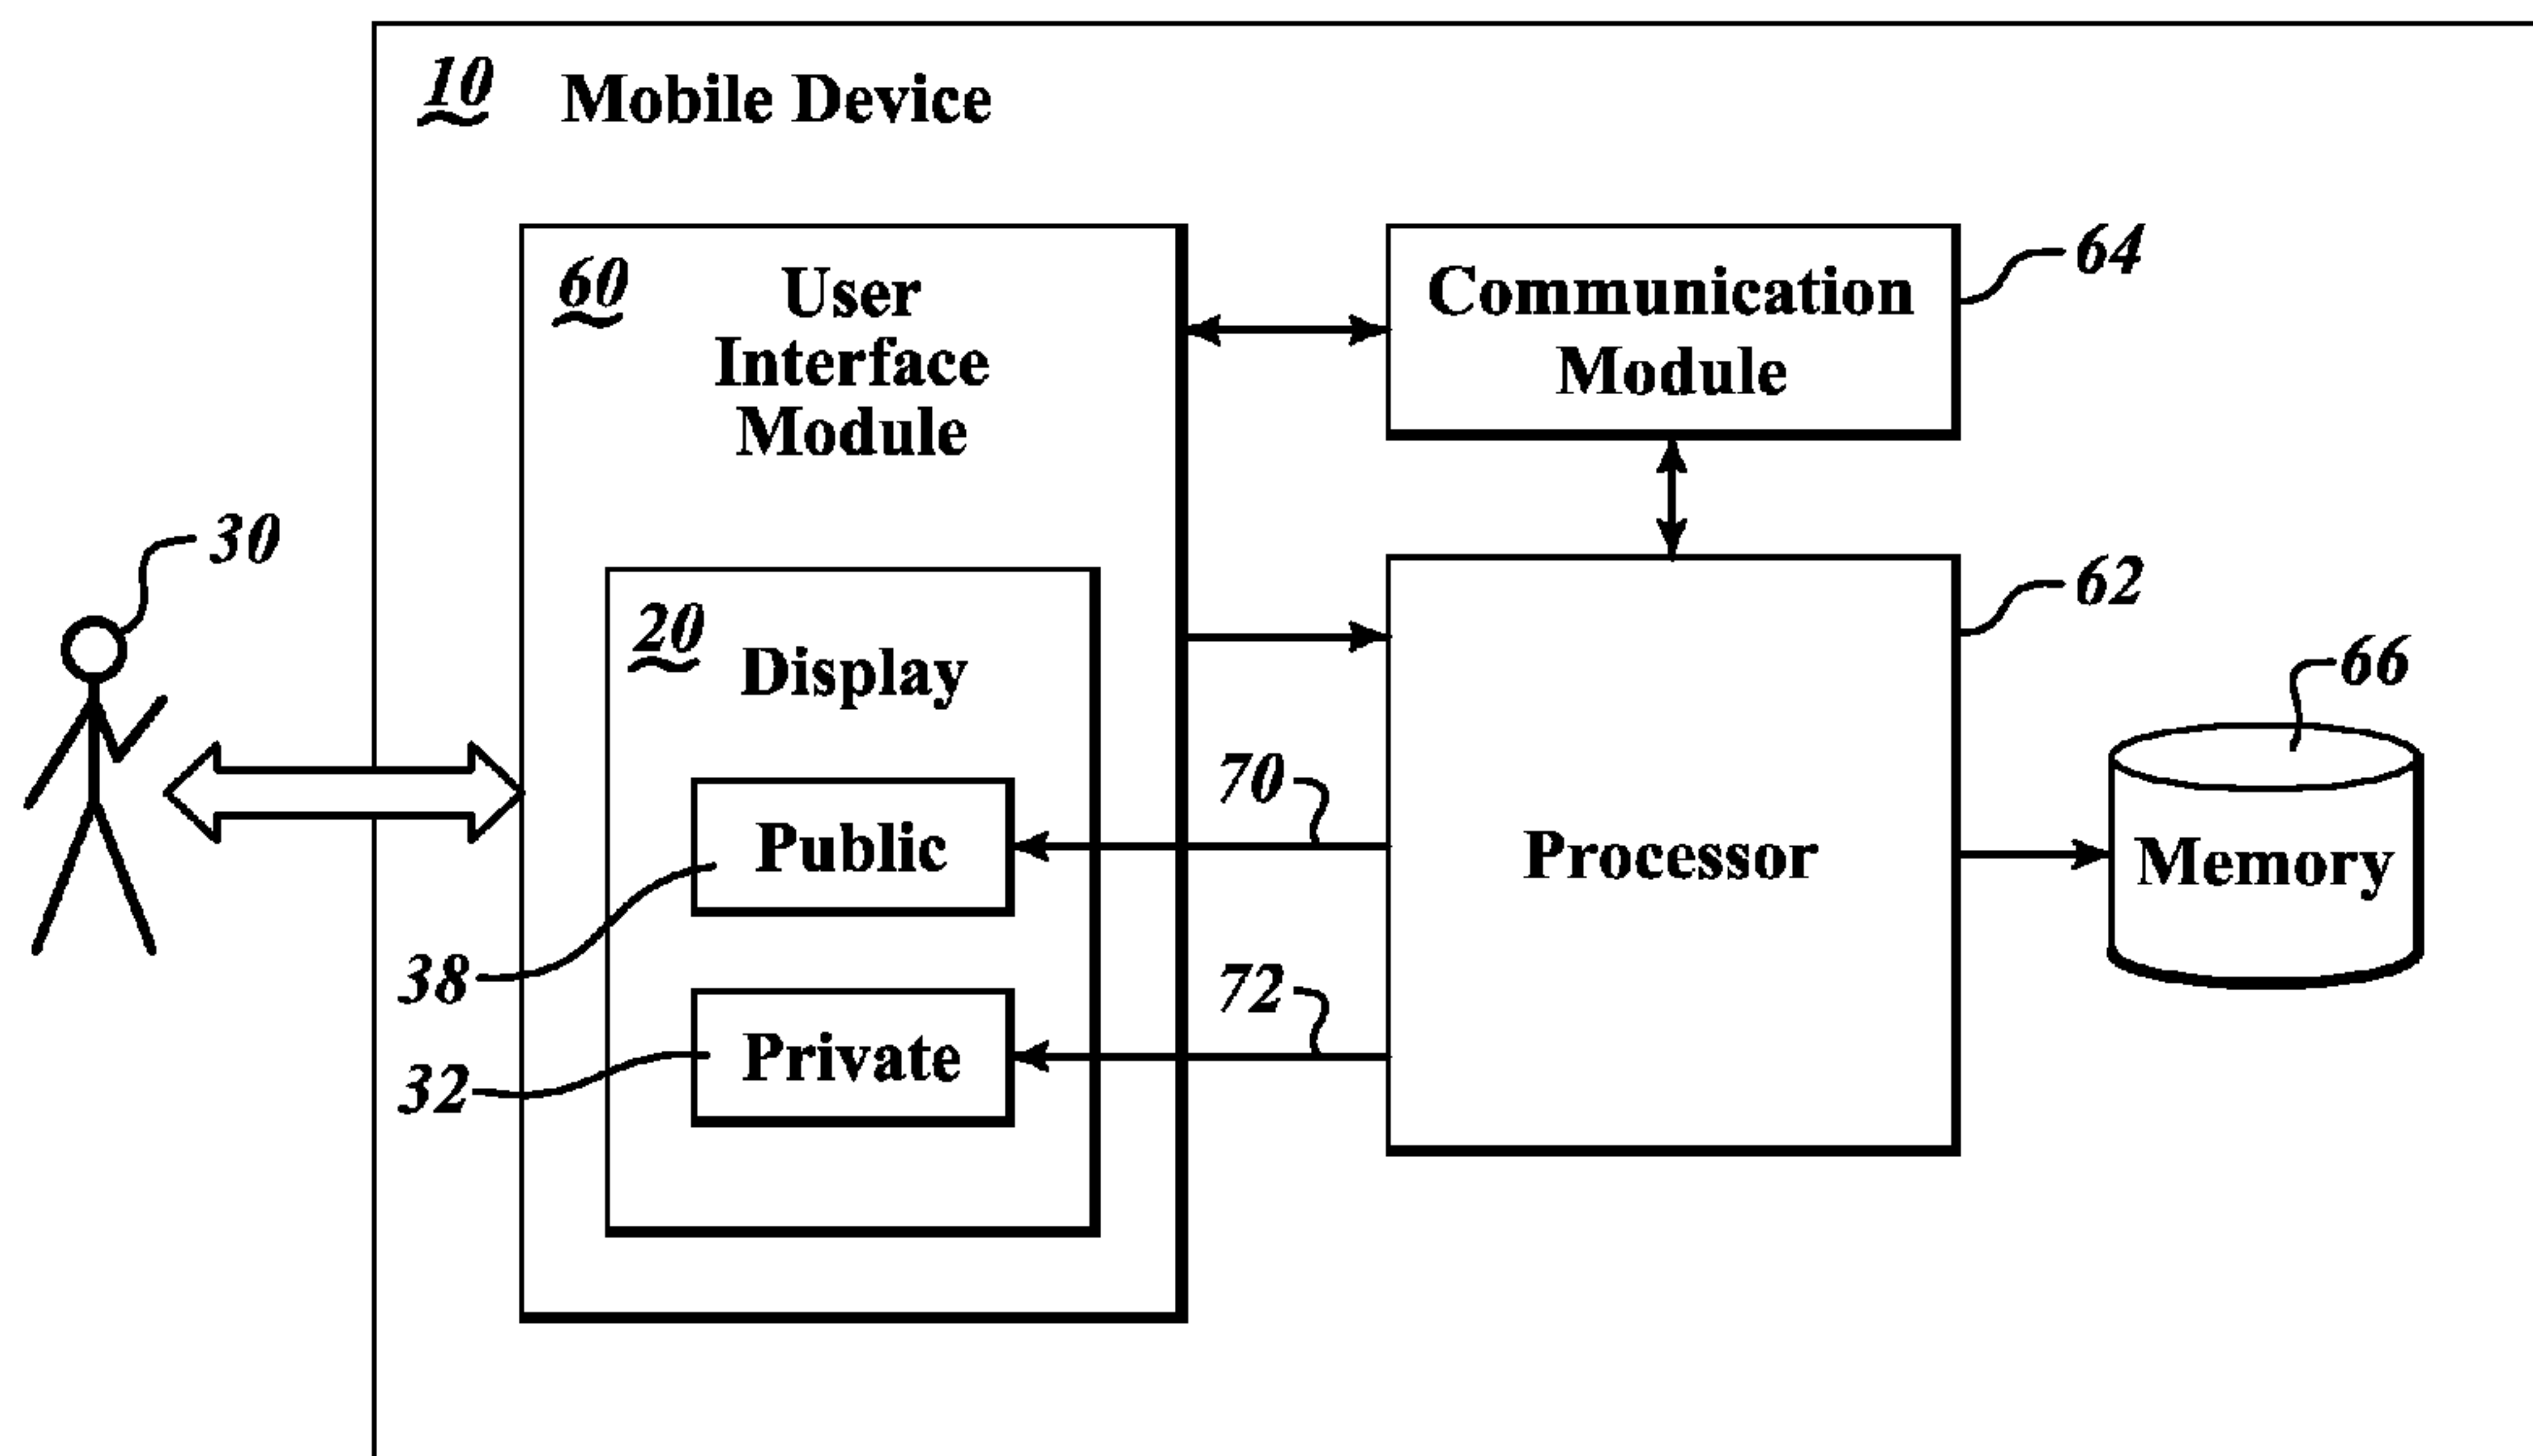 10 Mobile Device
60 User
Interface
Module
Communication
Module
64
30
20
Display
62
66
70
Public
Processor
Memory
38
72
Private
32